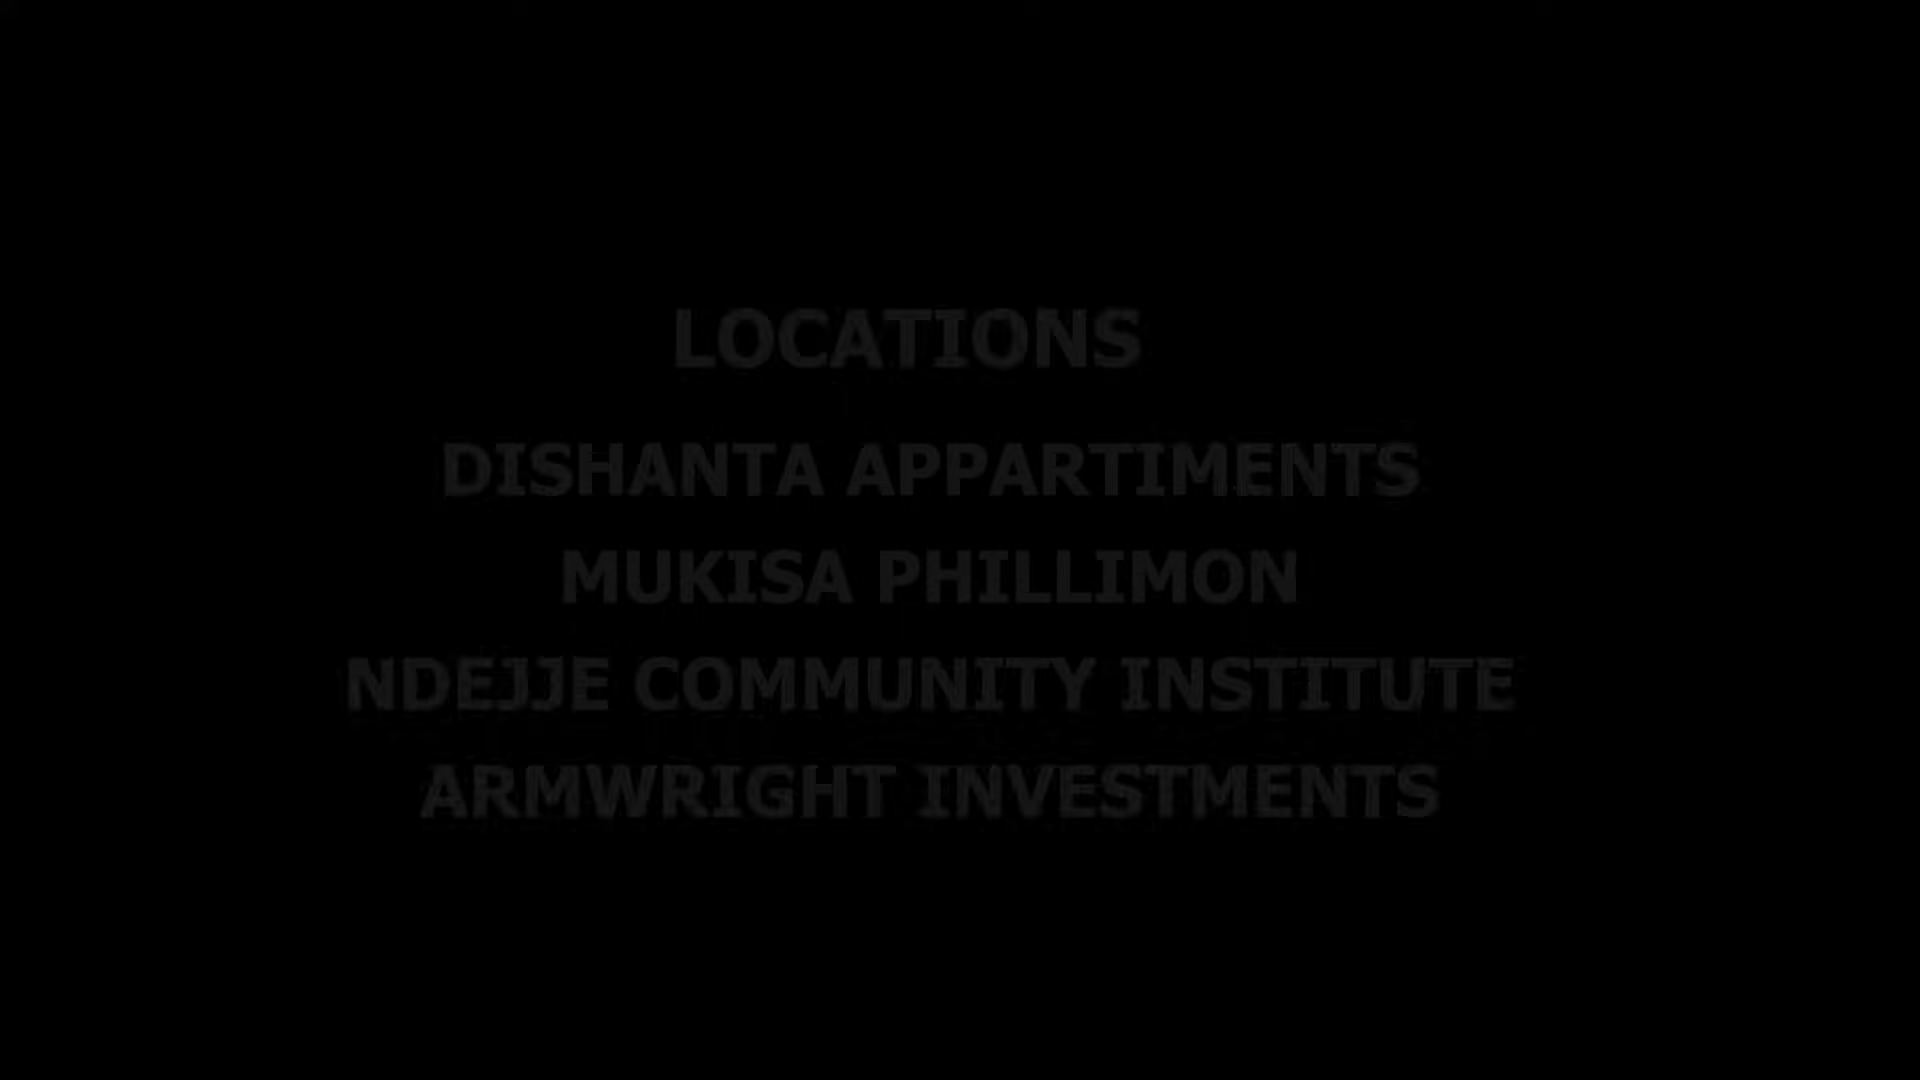 LOCATIONS
DISHANTA APPARTIMENTS
MUKISA PHILLIMON
NDEJJE COMMUNITY INSTITUTE
ARMWRIGHT INVESTMENTS